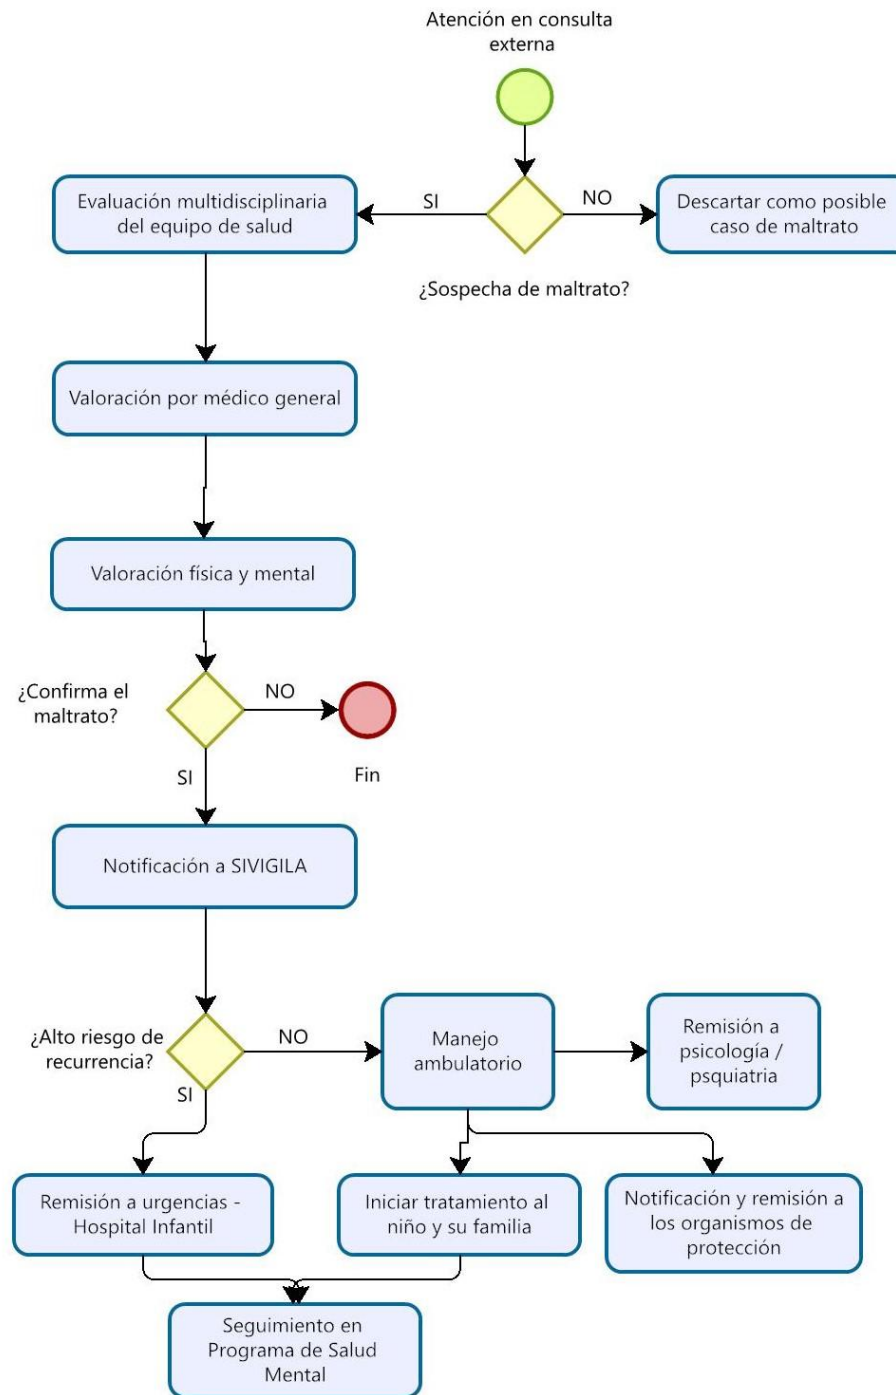 Atención en consulta
externa
Evaluación multidisciplinaria
del equipo de salud
SI
NO
Descartar como posible
caso de maltrato
¿Sospecha de maltrato?
Valoración por médico general
Valoración física y mental
¿Confirma el
maltrato?
NO
Fin
SI
Notificación a SIVIGILA
¿Alto riesgo de
recurrencia?
NO
SI
Manejo
ambulatorio
Remisión a
psicología /
psquiatria
Remisión a urgencias -
Hospital Infantil
Iniciar tratamiento al
niño y su familia
Notificación y remisión a
los organismos de
protección
Seguimiento en
Programa de Salud
Mental